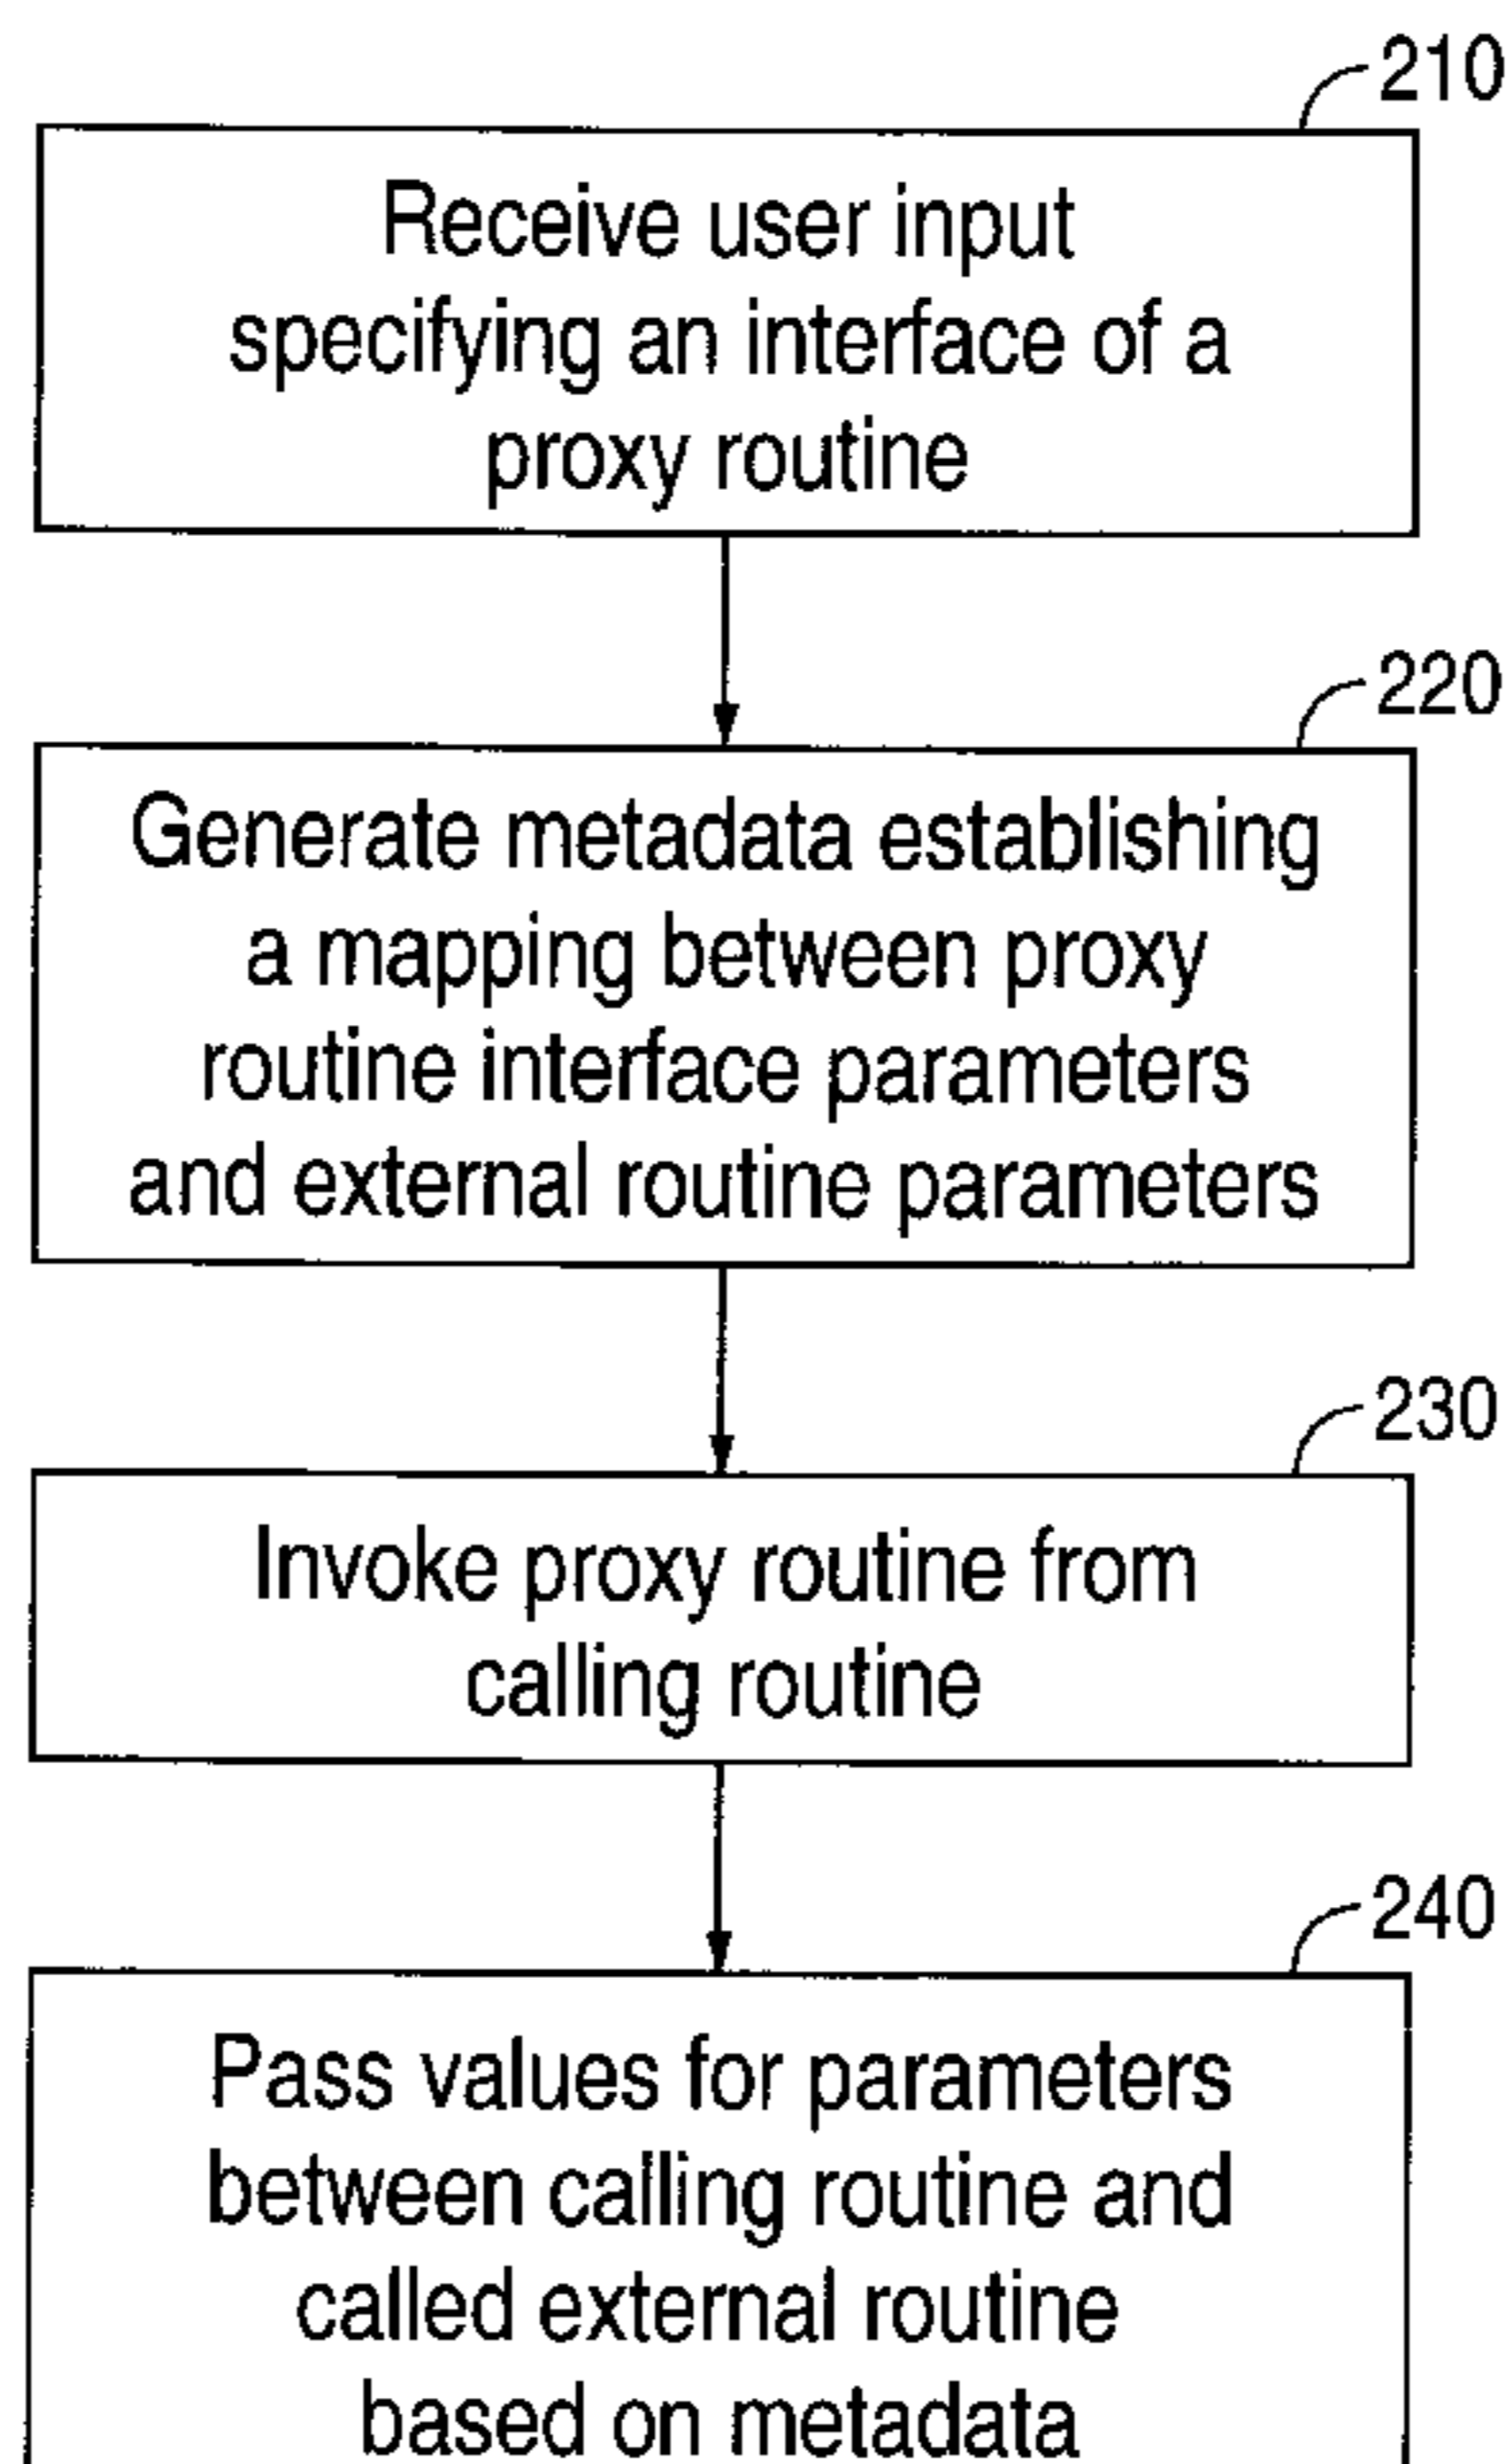 210
Receive user input
specifying an interface of a
proxy routine
220
Generate metadata establishing
a mapping between proxy
routine interface parameters
and external routine parameters
230
Invoke proxy routine from
calling routine
240
Pass values for parameters
between calling routine and
called external routine
based on metadata